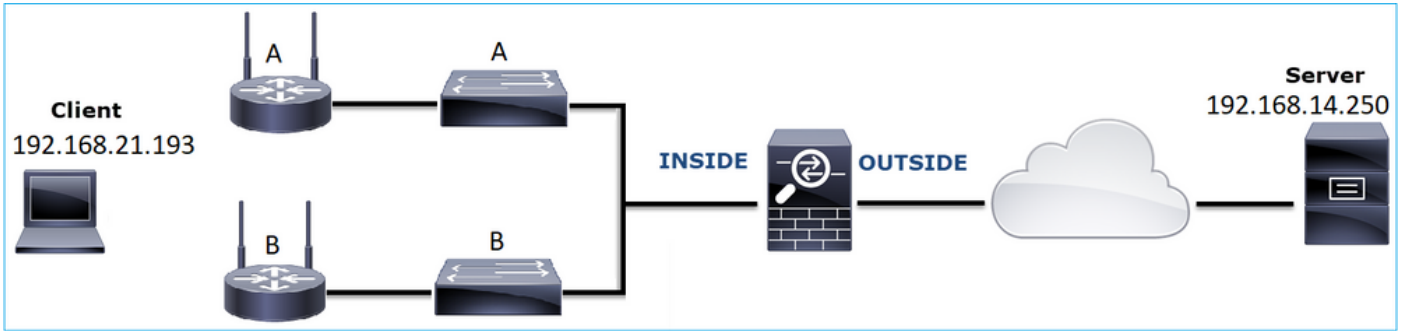 A
A
Client
192.168.21.193
B
B
INSIDE
OUTSIDE
Server
192.168.14.250